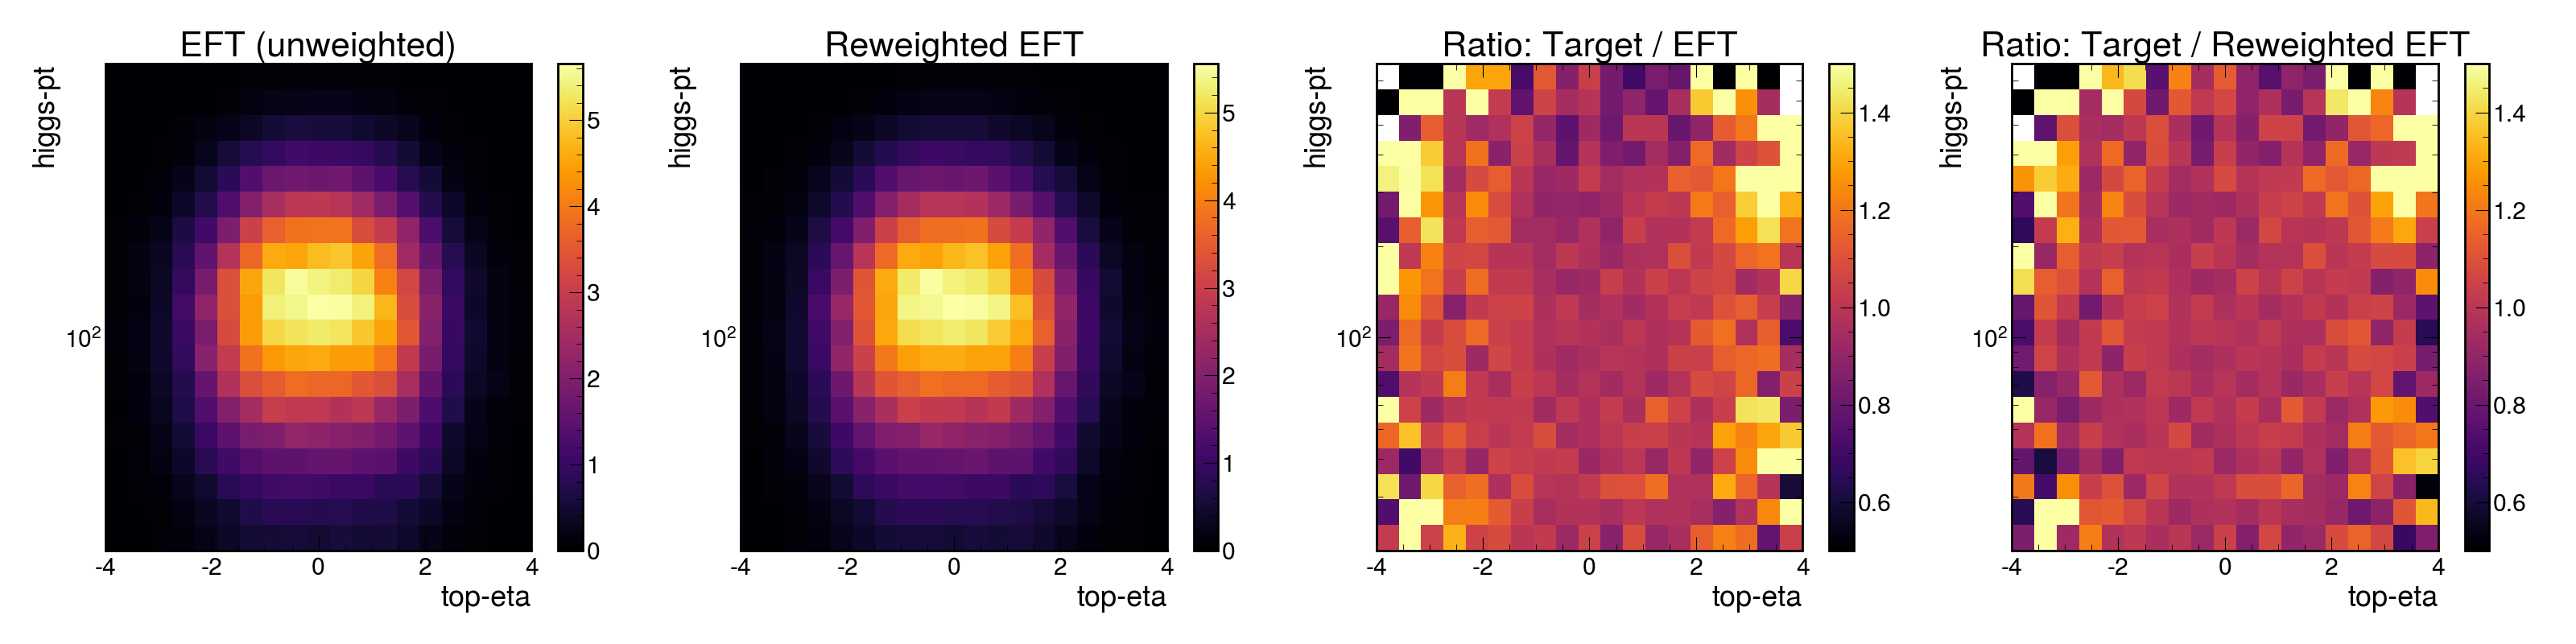 EFT (unweighted)
higgs-pt
10²
-4 -2 0 2 4
top-eta
0 1 2 3 4 5
Reweighted EFT
higgs-pt
10²
-4 -2 0 2 4
top-eta
0 1 2 3 4 5
Ratio: Target / EFT
higgs-pt
10²
-4 -2 0 2 4
top-eta
0.6 0.8 1.0 1.2 1.4
Ratio: Target / Reweighted EFT
higgs-pt
10²
-4 -2 0 2 4
top-eta
0.6 0.8 1.0 1.2 1.4